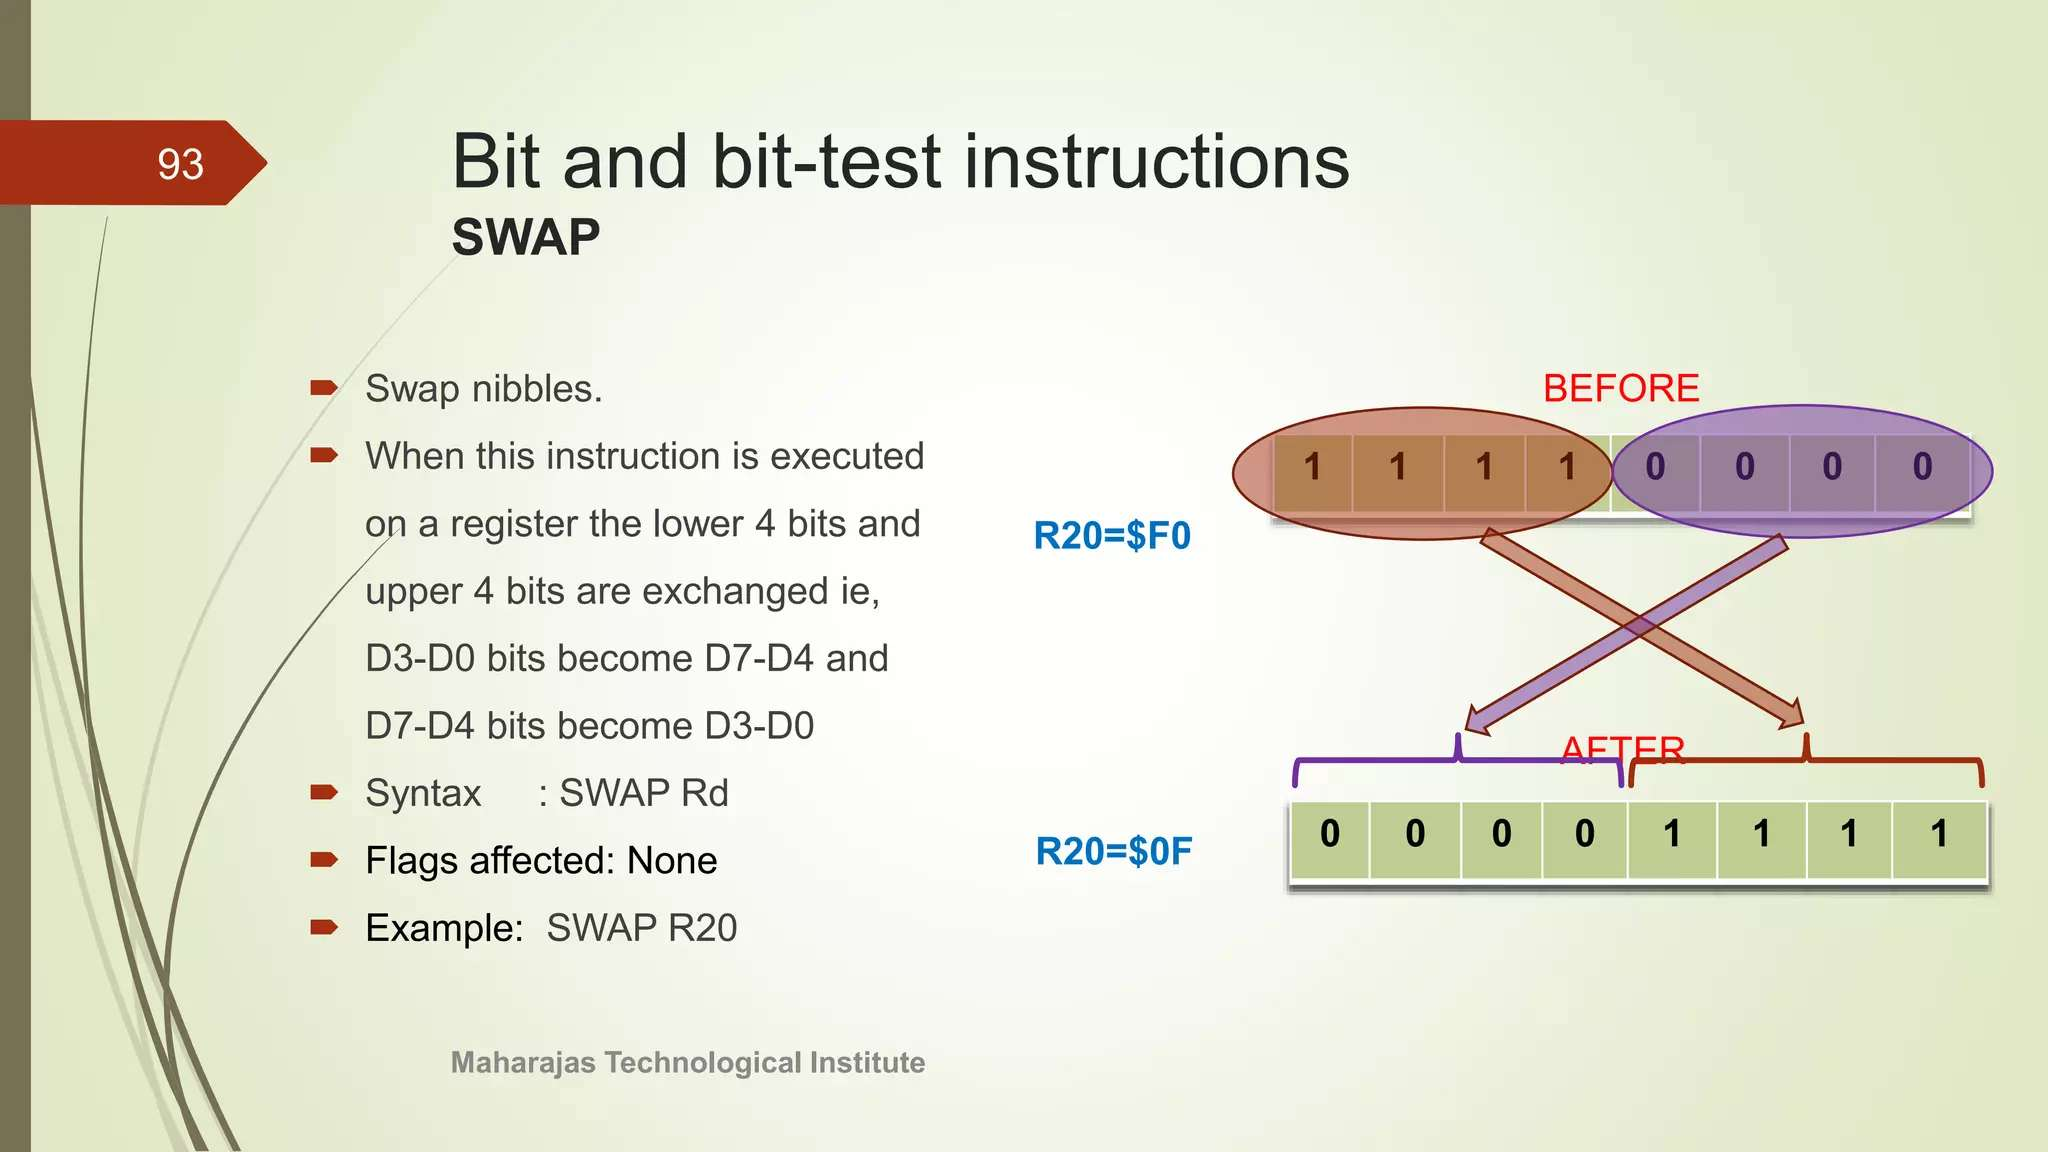 93
Bit and bit-test instructions
SWAP
Swap nibbles.
When this instruction is executed
on a register the lower 4 bits and
upper 4 bits are exchanged ie,
D3-D0 bits become D7-D4 and
D7-D4 bits become D3-D0
Syntax : SWAP Rd
Flags affected: None
Example: SWAP R20
BEFORE
1 1 1 1 0 0 0 0
R20=$F0
AFTER
0 0 0 0 1 1 1 1
R20=$0F
Maharajas Technological Institute